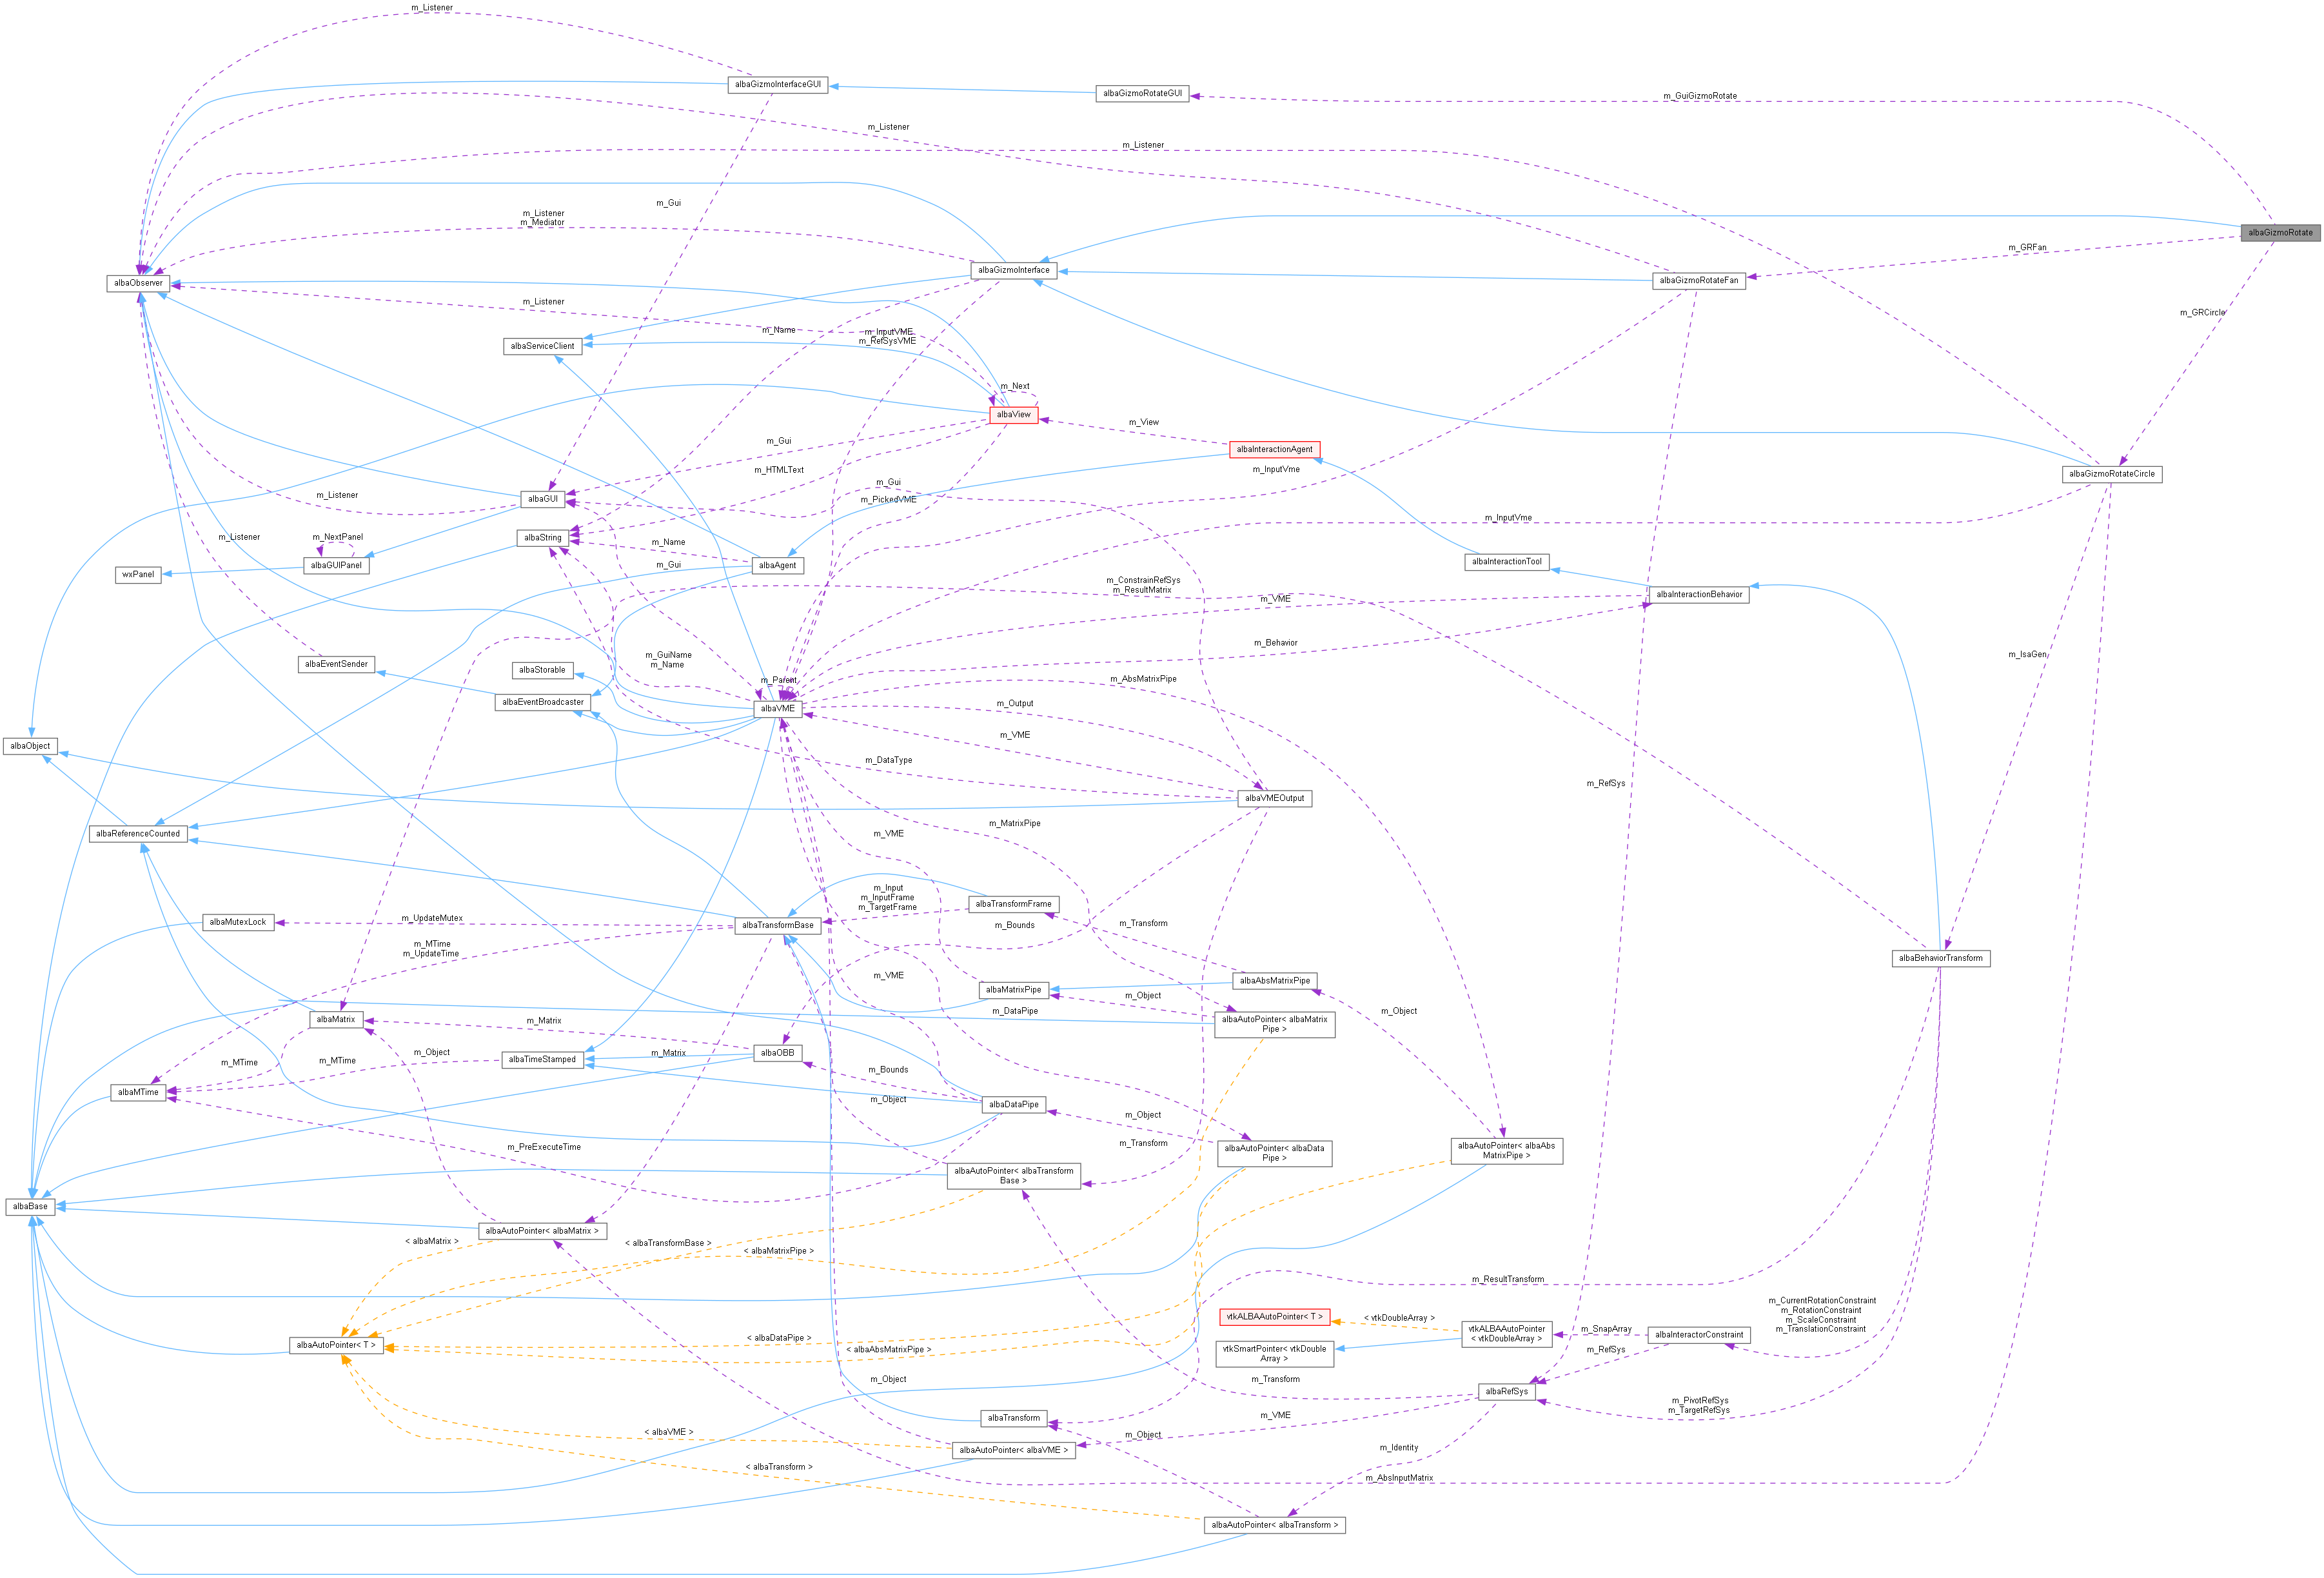 m_Listener
albaGizmoInterfaceGUI
albaGizmoRotateGUI
m_GuiGizmoRotate
m_Listener
m_Listener
m_Gui
m_Listener
m_Mediator
albaGizmoRotate
m_GRFan
albaGizmoInterface
albaObserver
albaGizmoRotateFan
m_Listener
m_GRCircle
m_Name
m_InputVME
m_RefSysVME
albaServiceClient
m_Next
albaView
m_View
m_Gui
albaInteractionAgent
m_HTMLText
m_InputVme
albaGizmoRotateCircle
m_Gui
m_Listener
albaGUI
m_PickedVME
m_InputVme
m_Listener
m_NextPanel
albaString
m_Name
albaInteractionTool
wxPanel
albaGUIPanel
m_Gui
albaAgent
m_ConstrainRefSys
m_ResultMatrix
albaInteractionBehavior
m_VME
m_Behavior
m_GuiName
m_Name
m_IsaGen
albaEventSender
albaStorable
m_Parent
m_AbsMatrixPipe
albaEventBroadcaster
albaVME
m_Output
m_VME
albaObject
m_DataType
m_RefSys
albaVMEOutput
albaReferenceCounted
m_VME
m_MatrixPipe
m_Input
m_InputFrame
m_TargetFrame
albaTransformFrame
albaMutexLock
m_UpdateMutex
albaTransformBase
m_Bounds
m_Transform
m_MTime
m_UpdateTime
albaBehaviorTransform
m_VME
albaAbsMatrixPipe
albaMatrixPipe
m_Object
m_DataPipe
m_Object
albaMatrix
albaAutoPointer< albaMatrix
Pipe >
m_Matrix
m_Object
m_Matrix
albaOBB
m_MTime
m_MTime
albaTimeStamped
m_Bounds
albaMTime
m_Object
albaDataPipe
m_Object
m_PreExecuteTime
m_Transform
albaAutoPointer< albaData
Pipe >
albaAutoPointer< albaAbs
MatrixPipe >
albaAutoPointer< albaTransform
Base >
albaBase
albaAutoPointer< albaMatrix >
< albaMatrix >
< albaTransformBase >
< albaMatrixPipe >
m_ResultTransform
m_CurrentRotationConstraint
m_RotationConstraint
m_ScaleConstraint
m_TranslationConstraint
vtkALBAAutoPointer< T >
< vtkDoubleArray >
vtkALBAAutoPointer
< vtkDoubleArray >
m_SnapArray
albaInteractorConstraint
albaAutoPointer< T >
< albaDataPipe >
< albaAbsMatrixPipe >
vtkSmartPointer< vtkDouble
Array >
m_RefSys
m_Object
m_Transform
albaRefSys
m_PivotRefSys
m_TargetRefSys
albaTransform
m_VME
< albaVME >
m_Object
albaAutoPointer< albaVME >
m_Identity
< albaTransform >
m_AbsInputMatrix
albaAutoPointer< albaTransform >